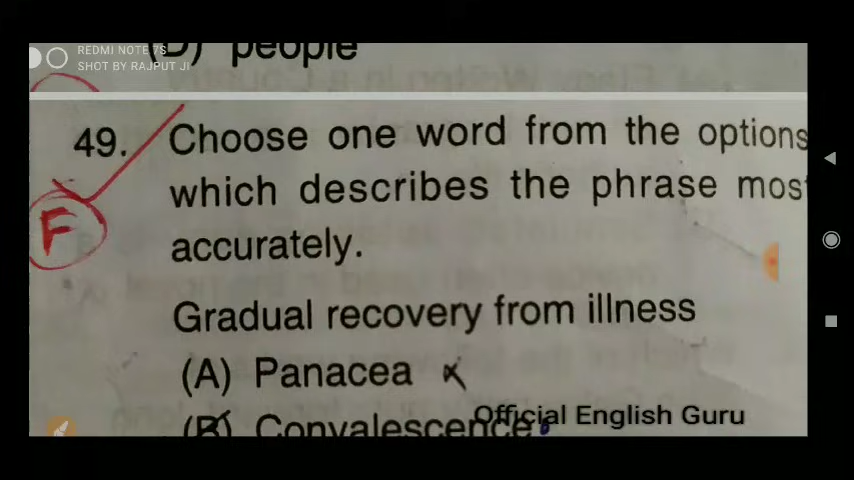 REDMI NOTE 7S
SHOT BY RAJPUT JI
(D) people
49. Choose one word from the options
which describes the phrase mos
accurately.
F
Gradual recovery from illness
(A) Panacea
(B) Convalescence
Official English Guru